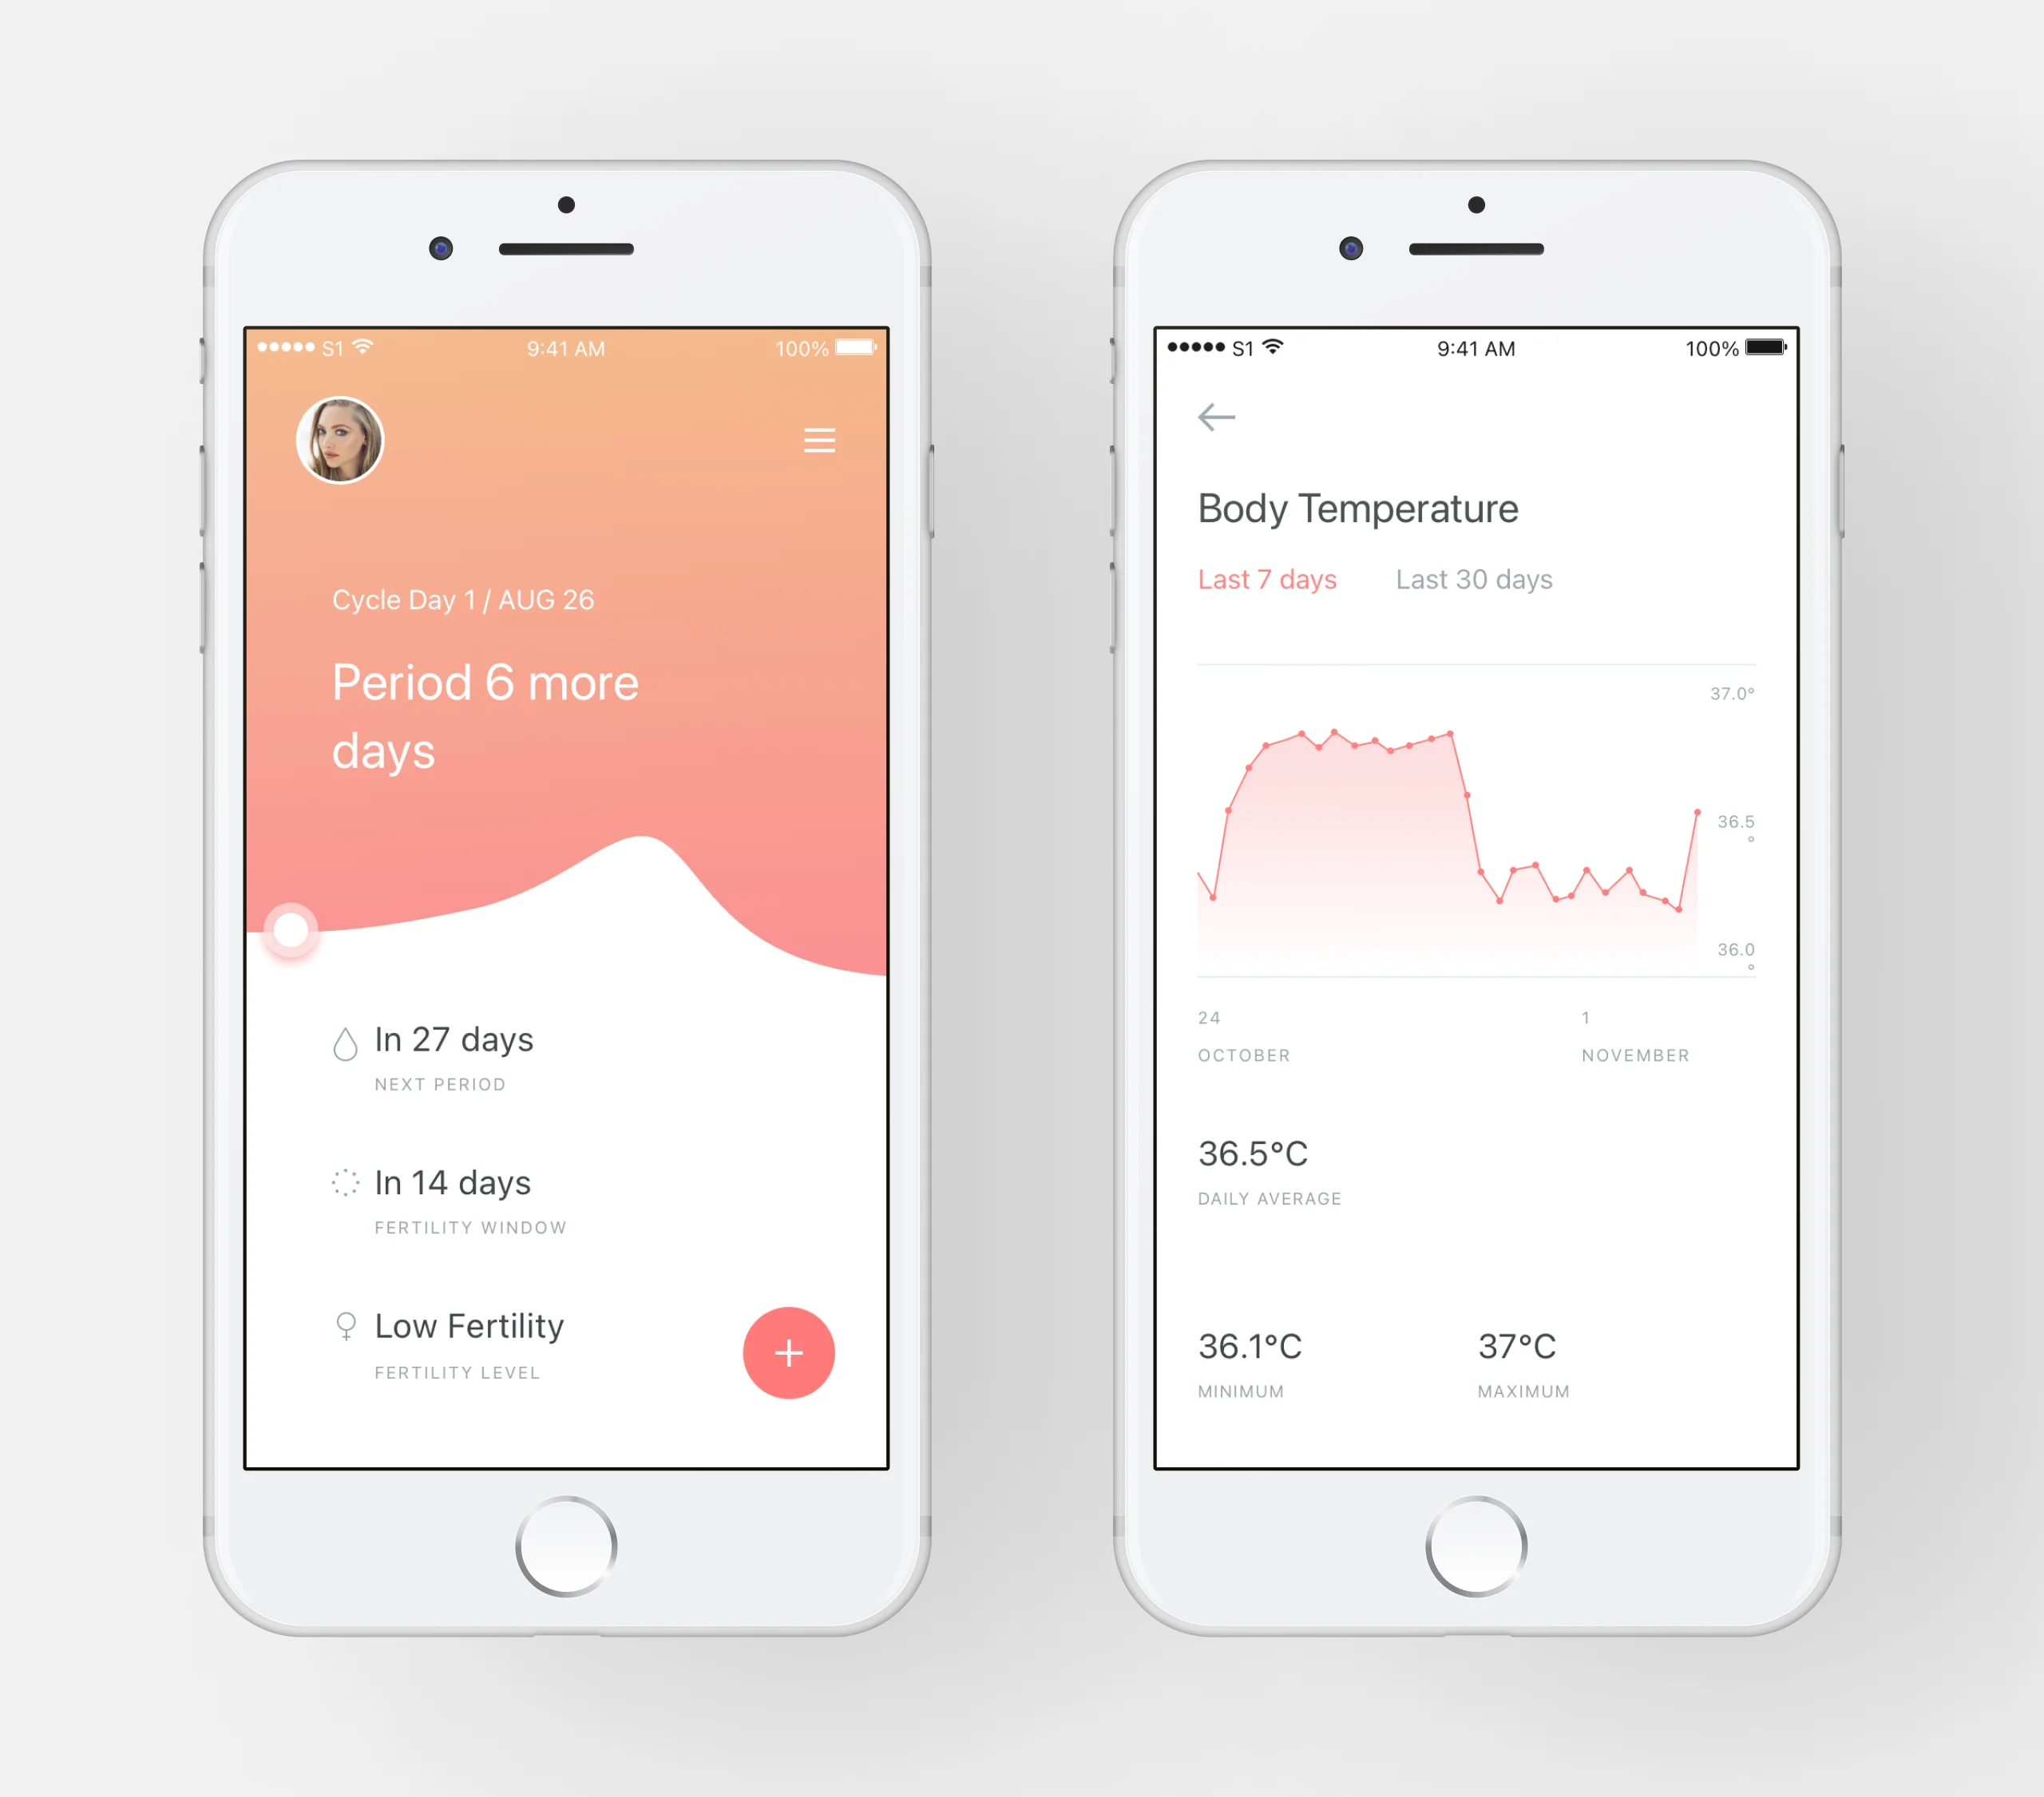 S1 9:41 AM 100%
Cycle Day 1 / AUG 26
Period 6 more
days
In 27 days
NEXT PERIOD
In 14 days
FERTILITY WINDOW
Low Fertility
FERTILITY LEVEL
S1 9:41 AM 100%
Body Temperature
Last 7 days Last 30 days
37.0°
36.5
°
36.0
°
24 1
OCTOBER NOVEMBER
36.5°C
DAILY AVERAGE
36.1°C 37°C
MINIMUM MAXIMUM